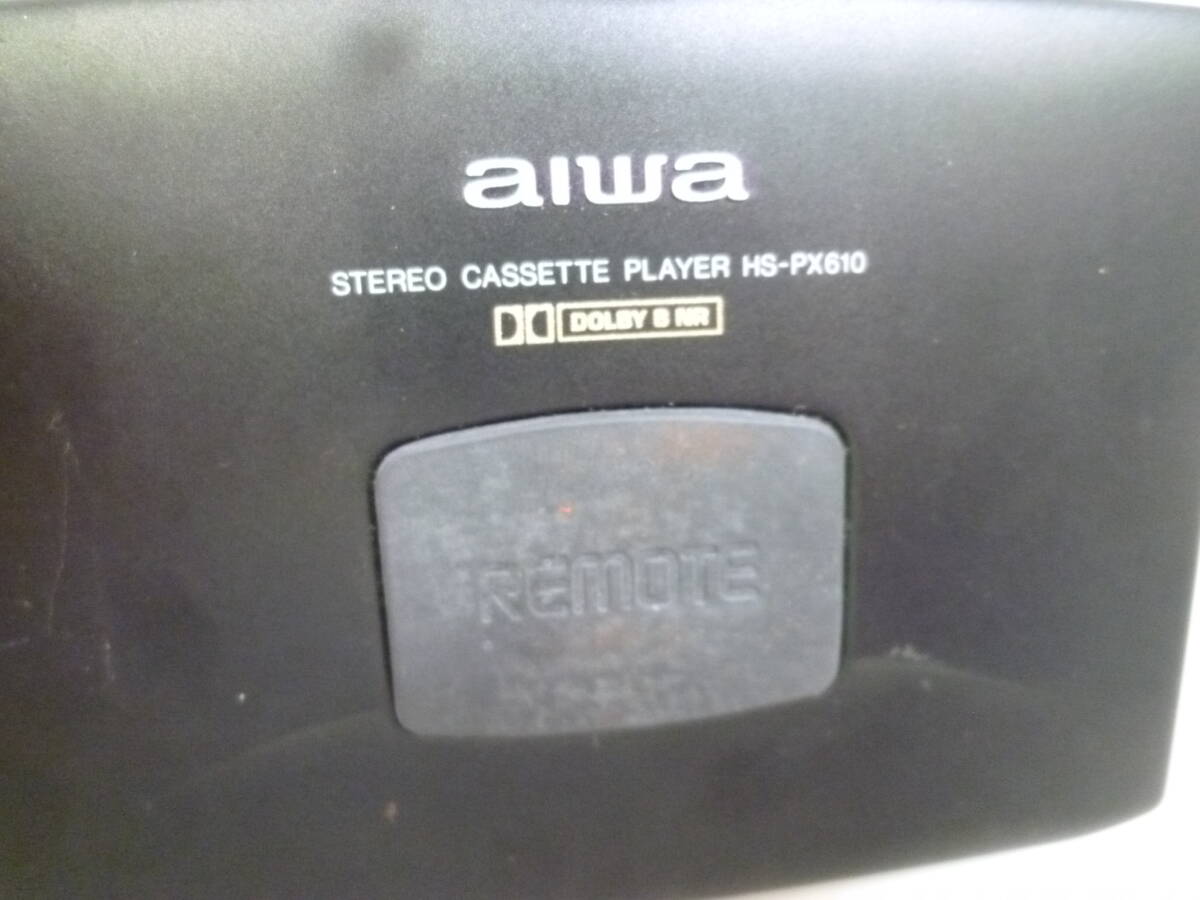 aiwa
STEREO CASSETTE PLAYER HS-PX610
DOLBY B NR
REMOTE